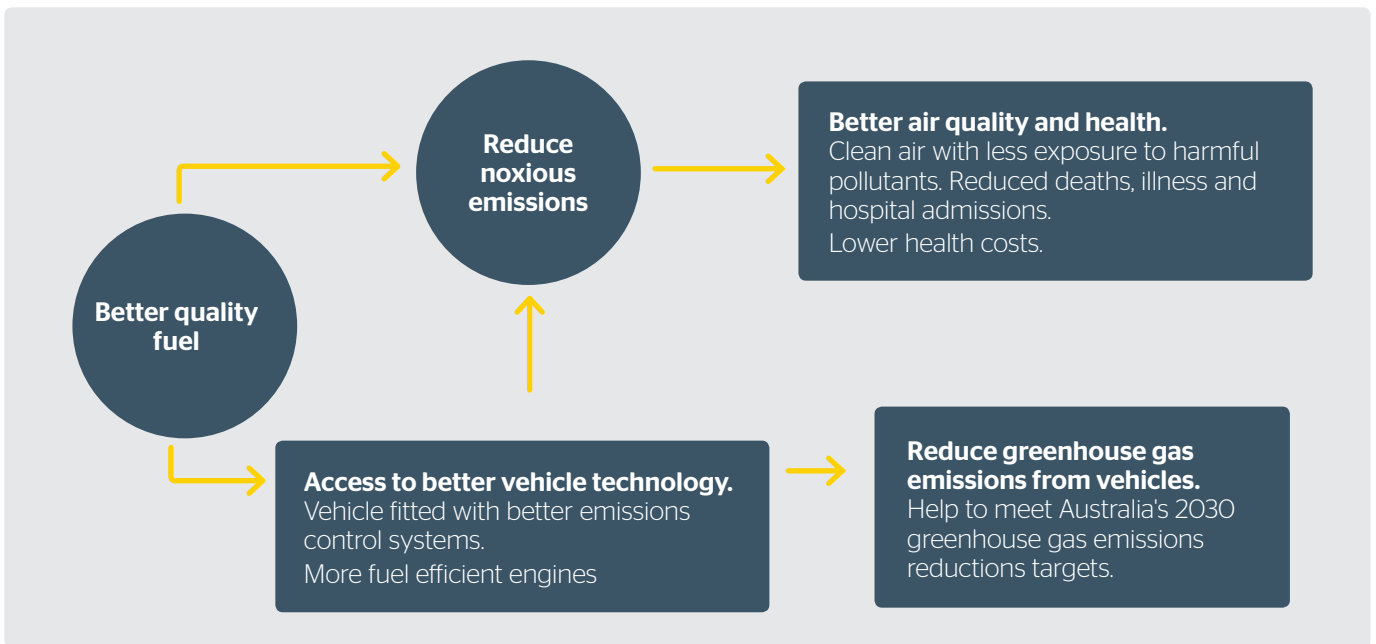 Better quality
fuel
Reduce
noxious
emissions
Better air quality and health.
Clean air with less exposure to harmful
pollutants. Reduced deaths, illness and
hospital admissions.
Lower health costs.
Access to better vehicle technology.
Vehicle fitted with better emissions
control systems.
More fuel efficient engines
Reduce greenhouse gas
emissions from vehicles.
Help to meet Australia's 2030
greenhouse gas emissions
reductions targets.